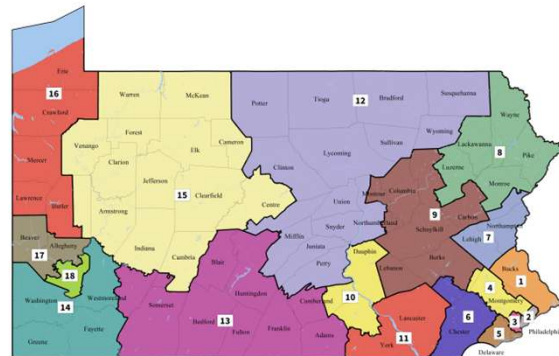 Erie
16
Crawford
Warren
McKean
Potter
Tioga
12
Bradford
Susquehanna
Wayne
Forest
Elk
Cameron
Wyoming
Sullivan
Lackawanna
8
Pike
Mercer
Venango
Clarion
Clinton
Lycoming
Luzerne
Monroe
Jefferson
Clearfield
15
Centre
Union
Montour
Columbia
9
Carbon
Northampton
Lawrence
Butler
Armstrong
Snyder
Northumberland
Schuylkill
Lehigh
7
Beaver
17
Allegheny
18
Indiana
Cambria
Blair
Mifflin
Juniata
Perry
Dauphin
Lebanon
Berks
Bucks
1
4
Montgomery
Washington
14
Westmoreland
Somerset
Huntingdon
Cumberland
10
Lancaster
6
Chester
3
2
Philadelphia
5
Delaware
Greene
Fayette
Bedford
13
Fulton
Franklin
Adams
York
11